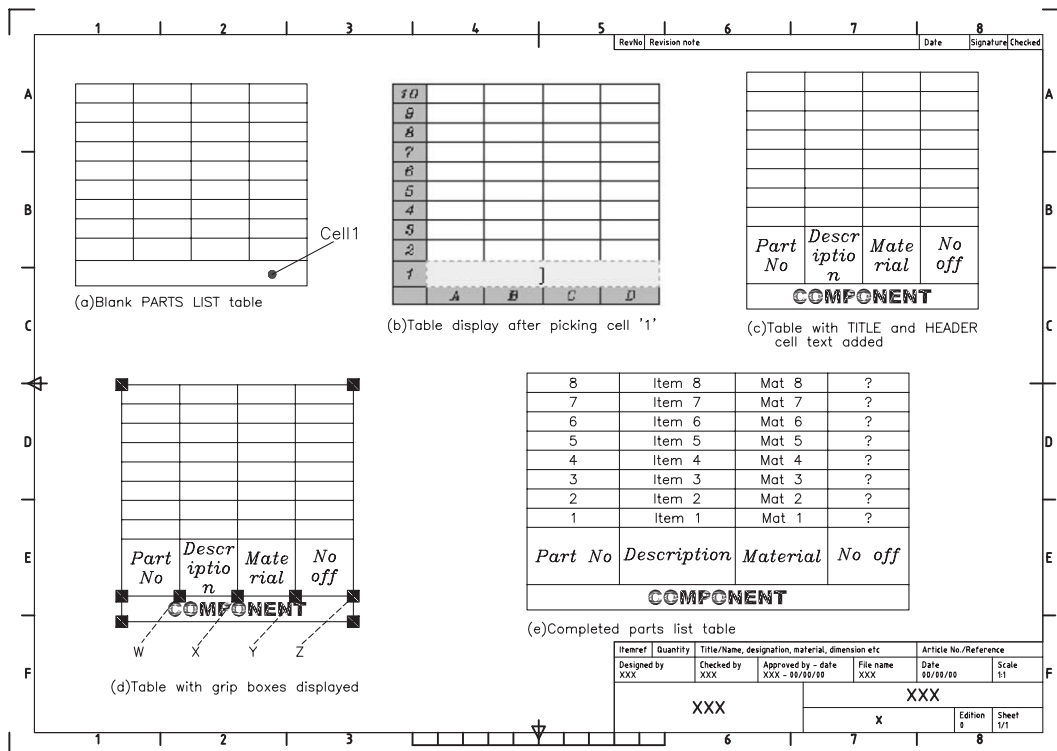 1 2 3 4 5 6 7 8
RevNo Revision note Date Signature Checked
A
B
C
D
E
F
A
B
C
D
E
F
Cell1
(a)Blank PARTS LIST table
10
9
8
7
6
5
4
3
2
1
A B C D
(b)Table display after picking cell '1'
Part No
Descr iptio n
Mate rial
No off
COMPONENT
(c)Table with TITLE and HEADER
cell text added
Part No
Descr iptio n
Mate rial
No off
COMPONENT
W X Y Z
(d)Table with grip boxes displayed
8 Item 8 Mat 8 ?
7 Item 7 Mat 7 ?
6 Item 6 Mat 6 ?
5 Item 5 Mat 5 ?
4 Item 4 Mat 4 ?
3 Item 3 Mat 3 ?
2 Item 2 Mat 2 ?
1 Item 1 Mat 1 ?
Part No Description Material No off
COMPONENT
(e)Completed parts list table
Itemref Quantity Title/Name, designation, material, dimension etc Article No./Reference
Designed by Checked by Approved by - date File name Date Scale
XXX XXX XXX - 00/00/00 XXX 00/00/00 1:1
XXX
XXX
X
Edition Sheet
0 1/1
1 2 3 6 7 8